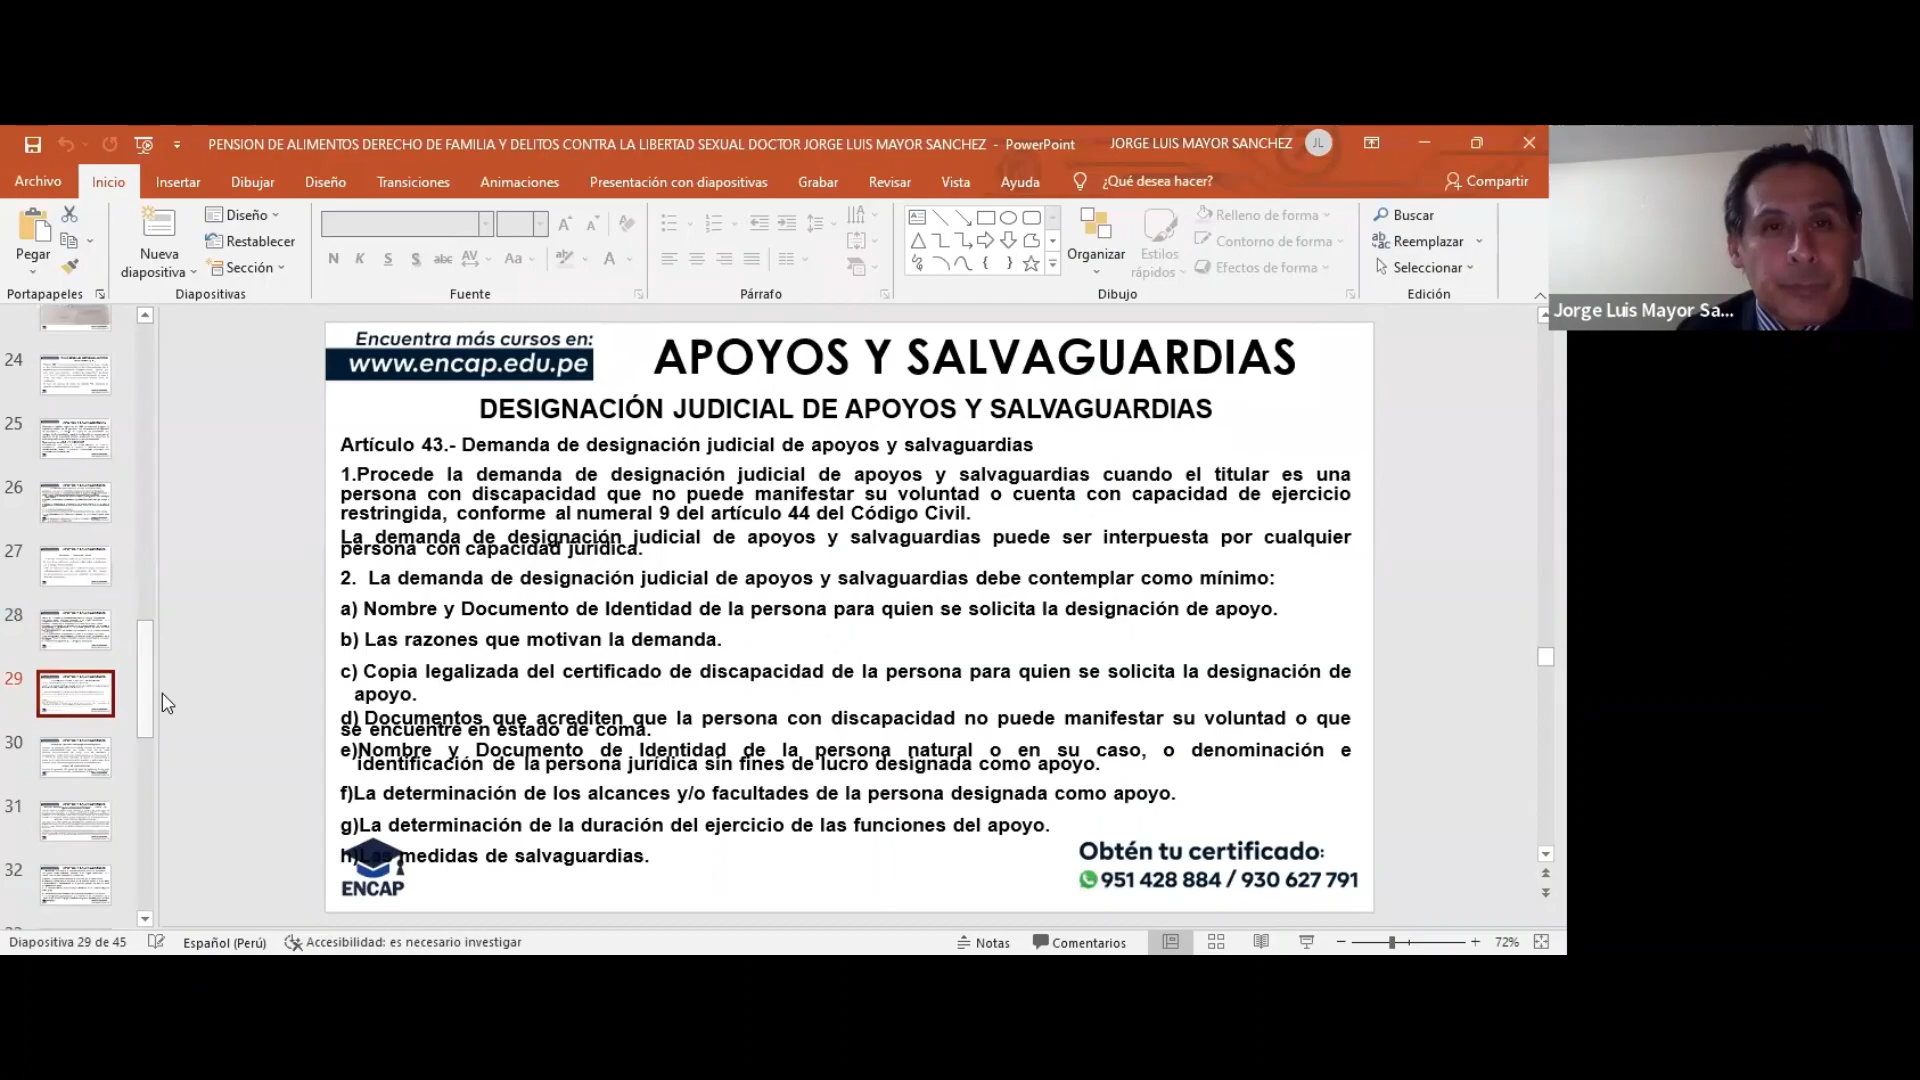 PENSION DE ALIMENTOS DERECHO DE FAMILIA Y DELITOS CONTRA LA LIBERTAD SEXUAL DOCTOR JORGE LUIS MAYOR SANCHEZ - PowerPoint
JORGE LUIS MAYOR SANCHEZ
JL
Archivo
Inicio
Insertar
Dibujar
Diseño
Transiciones
Animaciones
Presentación con diapositivas
Grabar
Revisar
Vista
Ayuda
¿Qué desea hacer?
Compartir
Pegar
Nueva
diapositiva
Diseño
Restablecer
Sección
N K S S abc AV Aa A
Organizar
Estilos
rápidos
Relleno de forma
Contorno de forma
Efectos de forma
Buscar
Reemplazar
Seleccionar
Portapapeles
Diapositivas
Fuente
Párrafo
Dibujo
Edición
Jorge Luis Mayor Sa...
24
25
26
27
28
29
30
31
32
Encuentra más cursos en:
www.encap.edu.pe
APOYOS Y SALVAGUARDIAS
DESIGNACIÓN JUDICIAL DE APOYOS Y SALVAGUARDIAS
Artículo 43.- Demanda de designación judicial de apoyos y salvaguardias
1.Procede la demanda de designación judicial de apoyos y salvaguardias cuando el titular es una
persona con discapacidad que no puede manifestar su voluntad o cuenta con capacidad de ejercicio
restringida, conforme al numeral 9 del artículo 44 del Código Civil.
La demanda de designación judicial de apoyos y salvaguardias puede ser interpuesta por cualquier
persona con capacidad jurídica.
2. La demanda de designación judicial de apoyos y salvaguardias debe contemplar como mínimo:
a) Nombre y Documento de Identidad de la persona para quien se solicita la designación de apoyo.
b) Las razones que motivan la demanda.
c) Copia legalizada del certificado de discapacidad de la persona para quien se solicita la designación de
apoyo.
d) Documentos que acrediten que la persona con discapacidad no puede manifestar su voluntad o que
se encuentre en estado de coma.
e)Nombre y Documento de Identidad de la persona natural o en su caso, o denominación e
identificación de la persona jurídica sin fines de lucro designada como apoyo.
f)La determinación de los alcances y/o facultades de la persona designada como apoyo.
g)La determinación de la duración del ejercicio de las funciones del apoyo.
h)Las medidas de salvaguardias.
ENCAP
Obtén tu certificado:
951 428 884 / 930 627 791
Diapositiva 29 de 45
Español (Perú)
Accesibilidad: es necesario investigar
Notas
Comentarios
72%